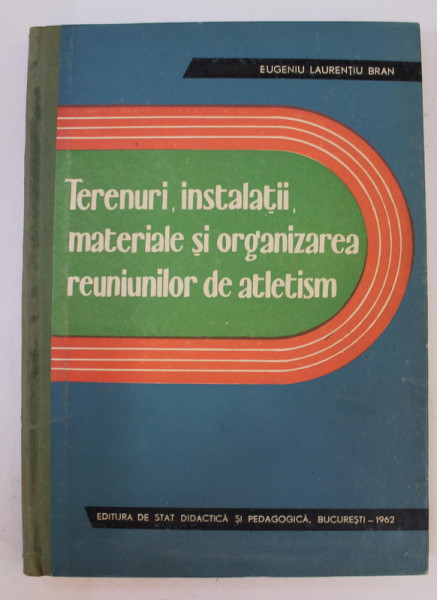 EUGENIU LAURENȚIU BRAN
Terenuri, instalații,
materiale și organizarea
reuniunilor de atletism
EDITURA DE STAT DIDACTICĂ ȘI PEDAGOGICĂ, BUCUREȘTI – 1962